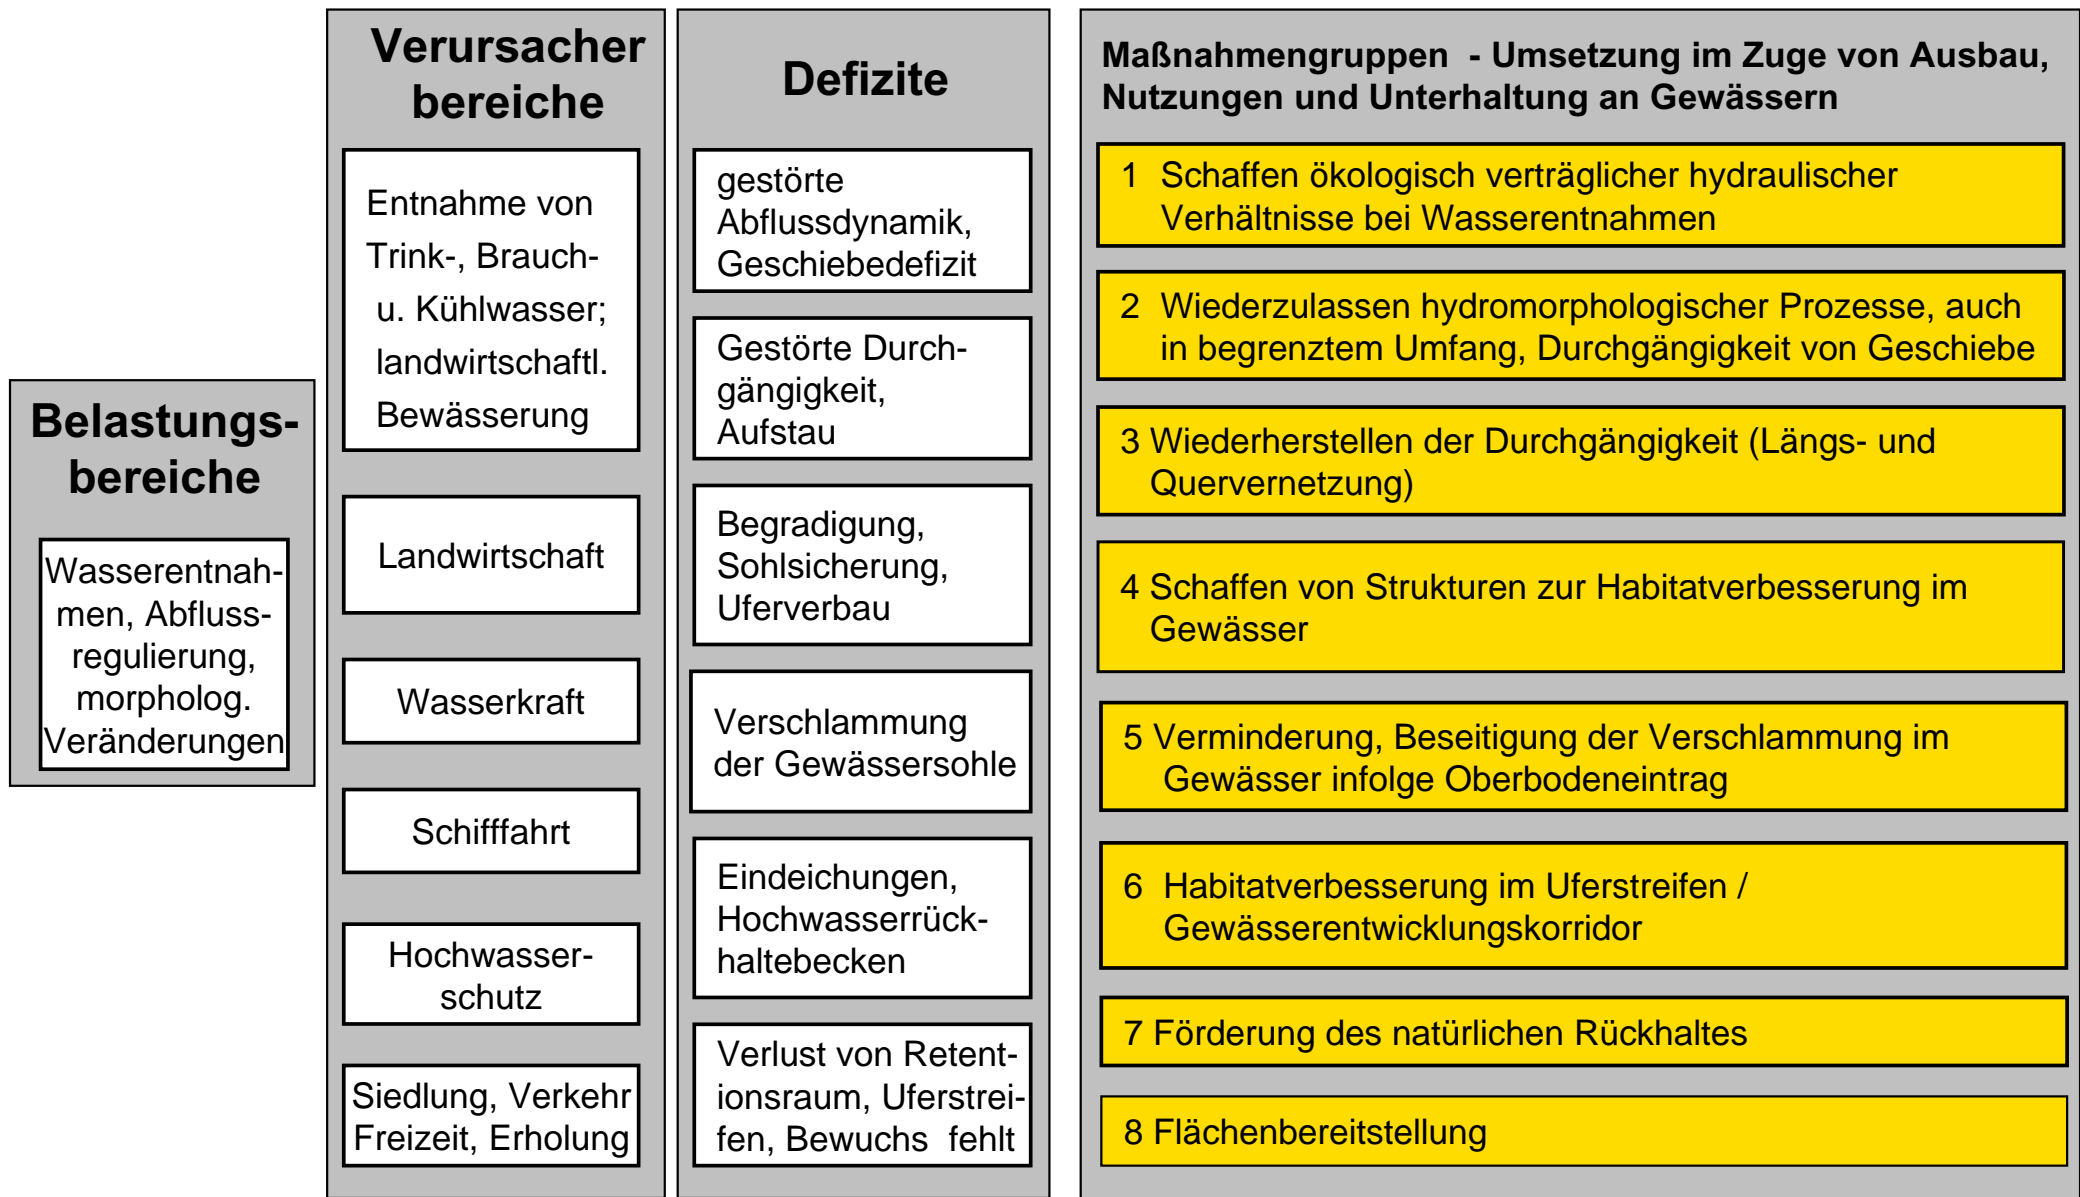 Belastungs-
bereiche
Wasserentnah-
men, Abfluss-
regulierung,
morpholog.
Veränderungen
Verursacher
bereiche
Entnahme von
Trink-, Brauch-
u. Kühlwasser;
landwirtschaftl.
Bewässerung
Landwirtschaft
Wasserkraft
Schifffahrt
Hochwasser-
schutz
Siedlung, Verkehr
Freizeit, Erholung
Defizite
gestörte
Abflussdynamik,
Geschiebedefizit
Gestörte Durch-
gängigkeit,
Aufstau
Begradigung,
Sohlsicherung,
Uferverbau
Verschlammung
der Gewässersohle
Eindeichungen,
Hochwasserrück-
haltebecken
Verlust von Retent-
ionsraum, Uferstrei-
fen, Bewuchs fehlt
Maßnahmengruppen - Umsetzung im Zuge von Ausbau,
Nutzungen und Unterhaltung an Gewässern
1 Schaffen ökologisch verträglicher hydraulischer
Verhältnisse bei Wasserentnahmen
2 Wiederzulassen hydromorphologischer Prozesse, auch
in begrenztem Umfang, Durchgängigkeit von Geschiebe
3 Wiederherstellen der Durchgängigkeit (Längs- und
Quervernetzung)
4 Schaffen von Strukturen zur Habitatverbesserung im
Gewässer
5 Verminderung, Beseitigung der Verschlammung im
Gewässer infolge Oberbodeneintrag
6 Habitatverbesserung im Uferstreifen /
Gewässerentwicklungskorridor
7 Förderung des natürlichen Rückhaltes
8 Flächenbereitstellung